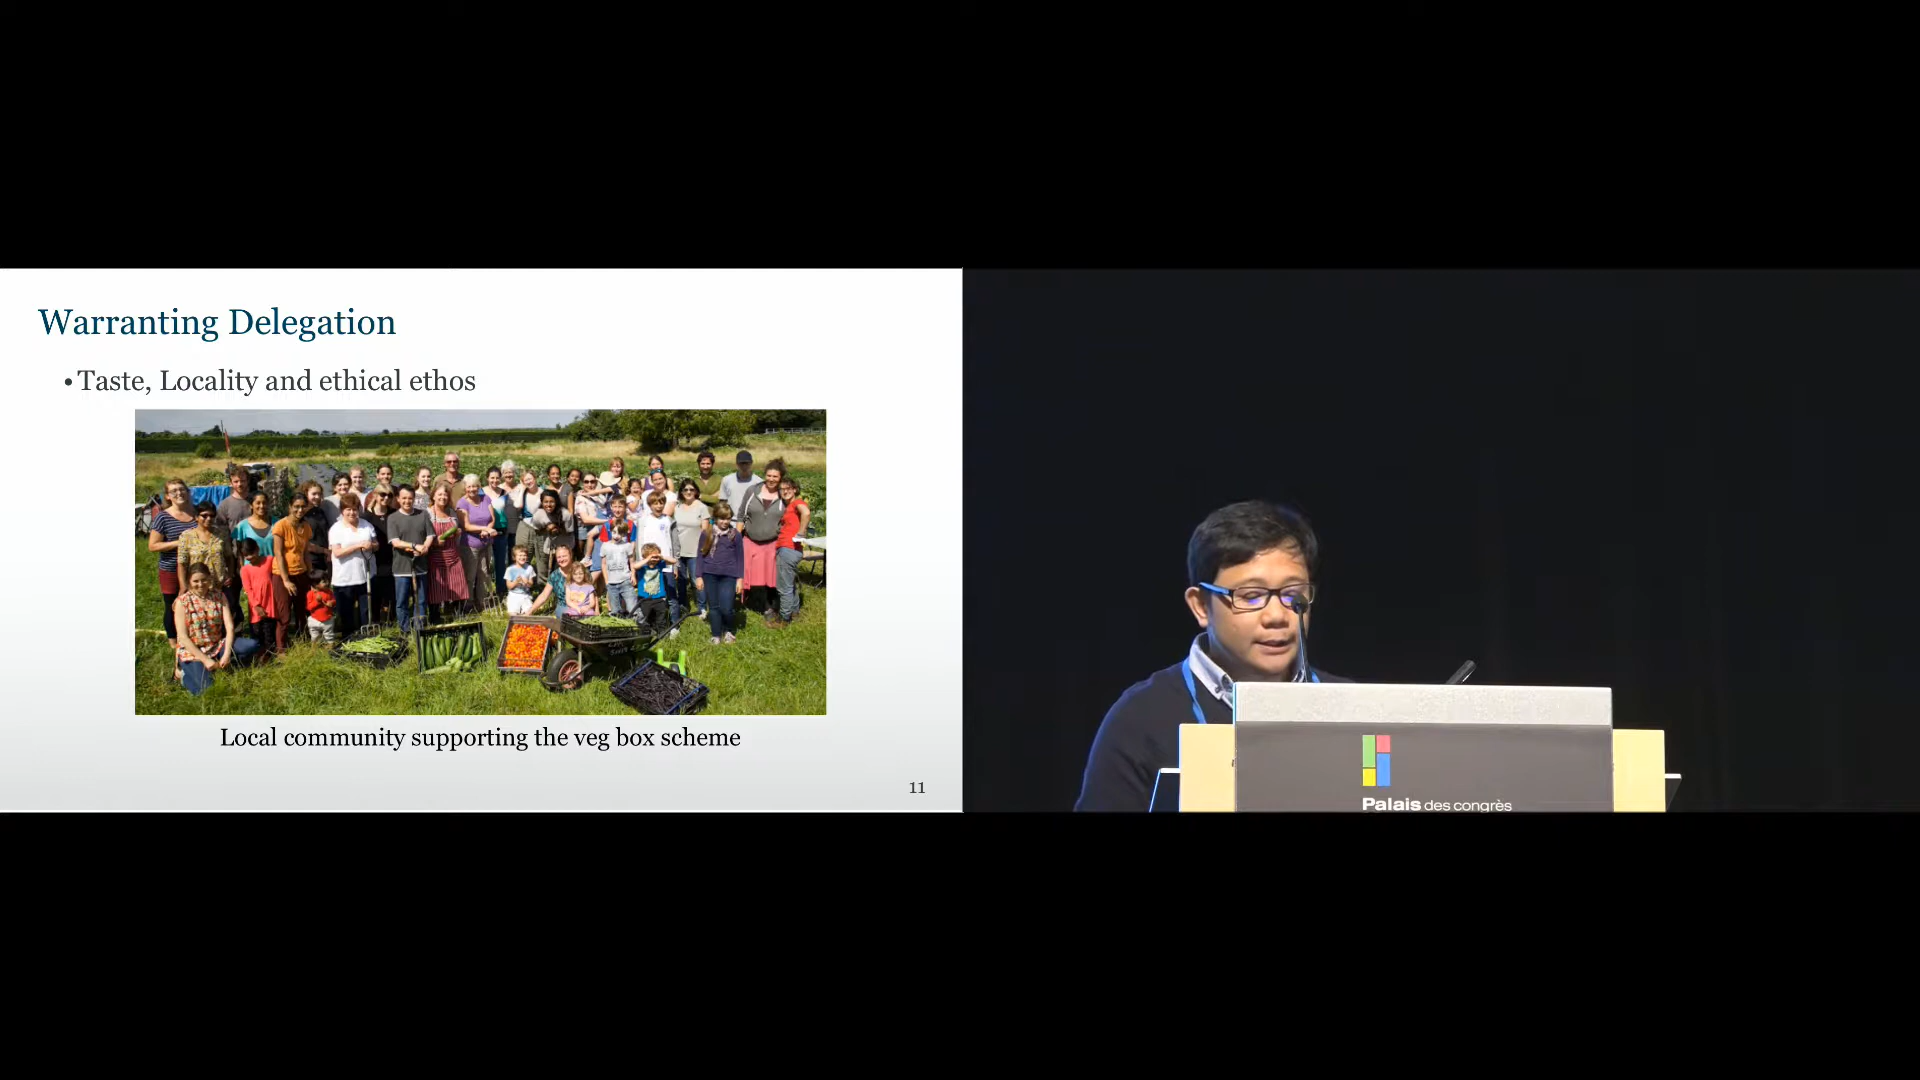 Warranting Delegation
• Taste, Locality and ethical ethos
Local community supporting the veg box scheme
11
Palais des congrès